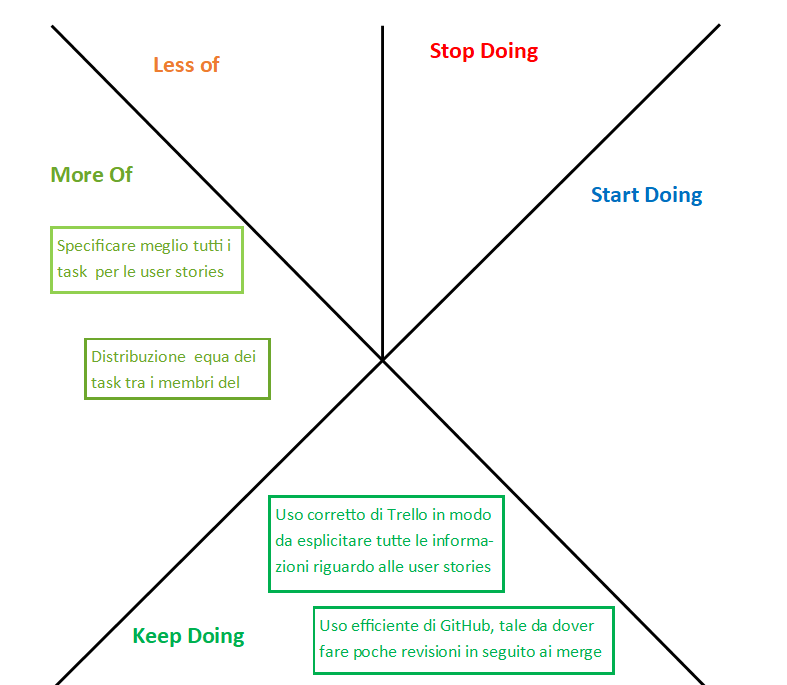 Less of
Stop Doing
More Of
Start Doing
Specificare meglio tutti i
task  per le user stories
Distribuzione  equa dei
task tra i membri del
Uso corretto di Trello in modo
da esplicitare tutte le informa-
zioni riguardo alle user stories
Keep Doing
Uso efficiente di GitHub, tale da dover
fare poche revisioni in seguito ai merge